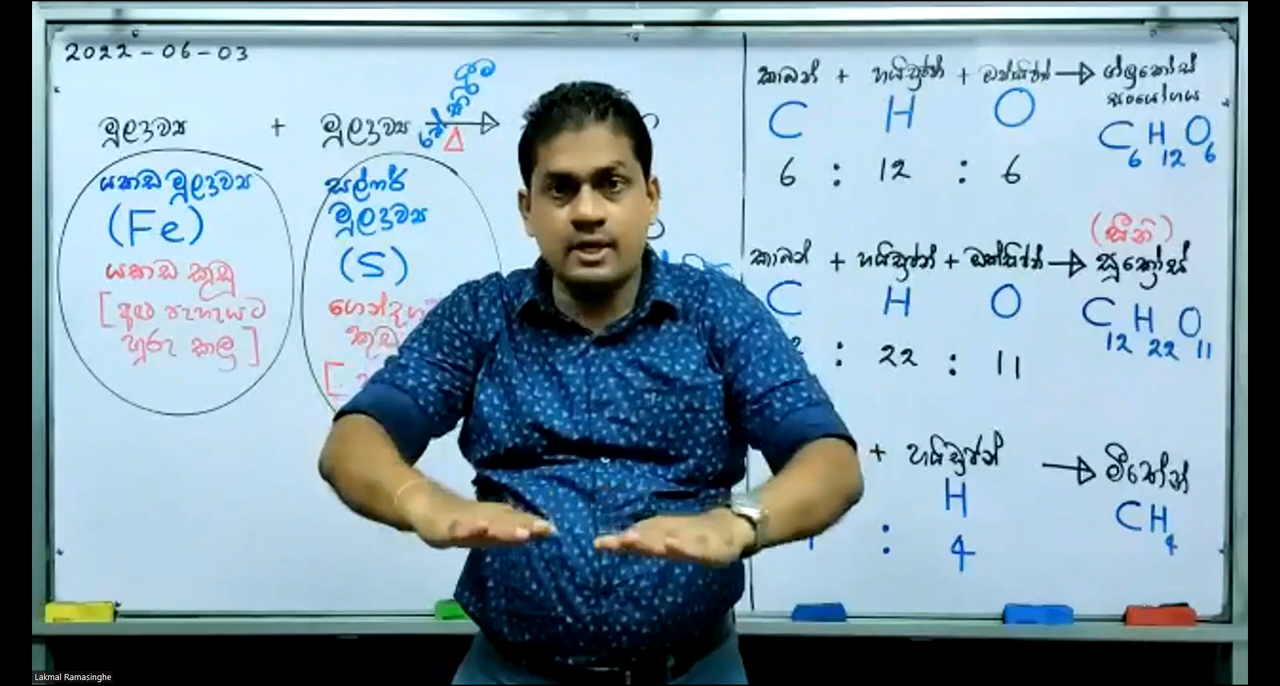 2022-06-03
මූලද්‍රව්‍ය + මූලද්‍රව්‍ය
Δ
යකඩ මූලද්‍රව්‍ය
(Fe)
යකඩ කුඩු
[අළු පැහැයට
හුරු කාලු]
සල්ෆර්
මූලද්‍රව්‍ය
(S)
කාබන් + හයිඩ්‍රජන් + ඔක්සිජන් → ග්ලුකෝස්
සංයෝගය
C H O C₆H₁₂O₆
6 : 12 : 6
(සීනි)
කාබන් + හයිඩ්‍රජන් + ඔක්සිජන් → සුක්‍රෝස්
C H O C₁₂H₂₂O₁₁
: 22 : 11
+ හයිඩ්‍රජන් → මීතේන්
H CH₄
: 4
Lakmal Ramasinghe